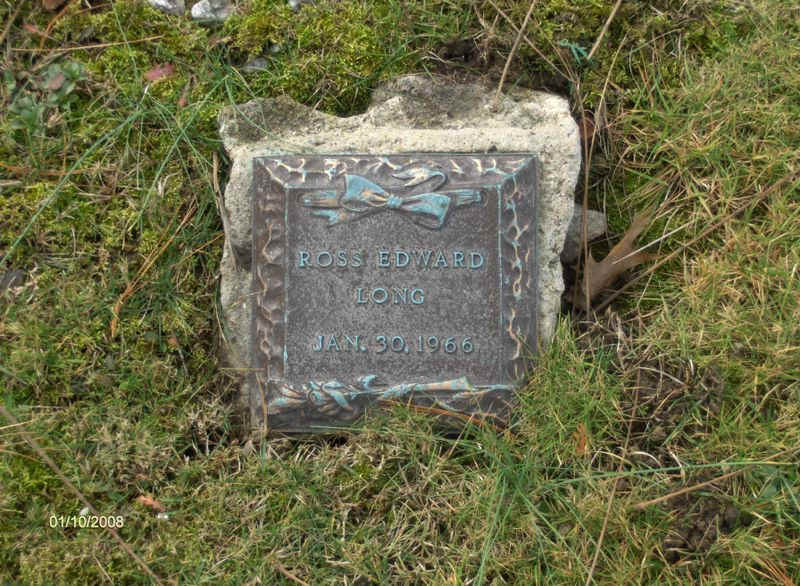 ROSS EDWARD
LONG
JAN. 30, 1966
01/10/2008